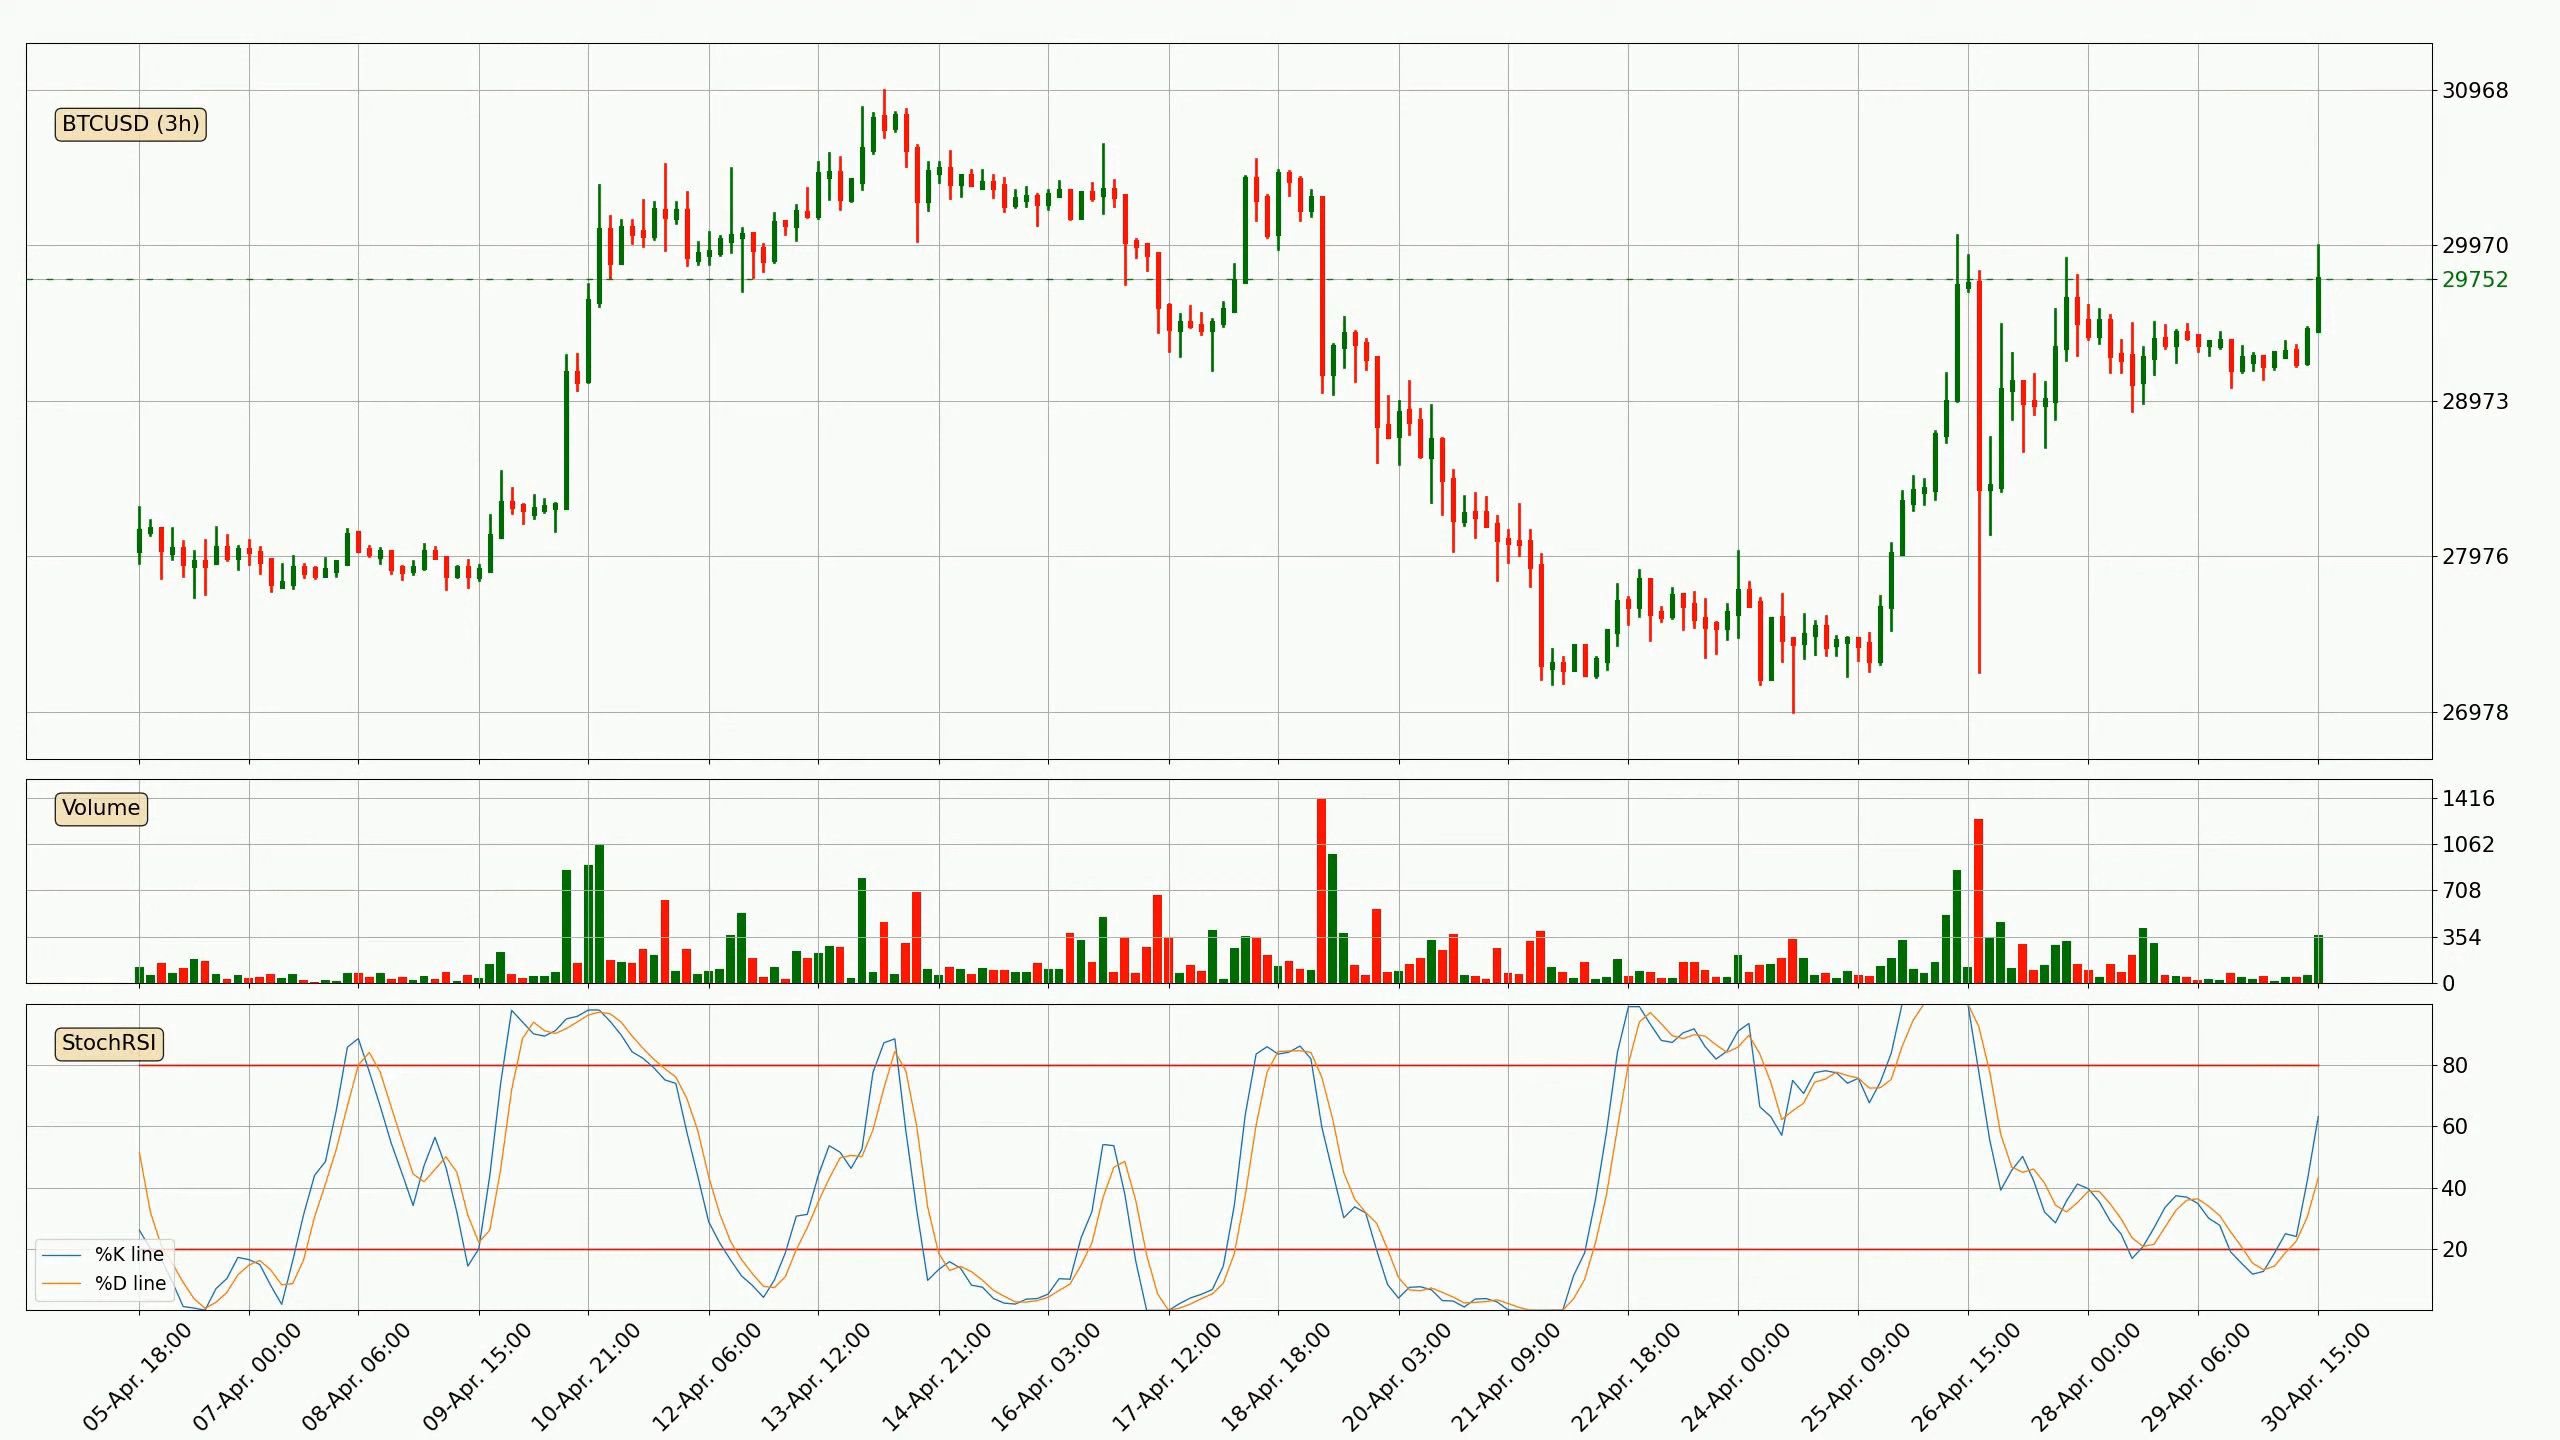 BTCUSD (3h)
30968
29970
29752
28973
27976
26978
Volume
1416
1062
708
354
0
StochRSI
80
60
40
20
%K line
%D line
05-Apr. 18:00
07-Apr. 00:00
08-Apr. 06:00
09-Apr. 15:00
10-Apr. 21:00
12-Apr. 06:00
13-Apr. 12:00
14-Apr. 21:00
16-Apr. 03:00
17-Apr. 12:00
18-Apr. 18:00
20-Apr. 03:00
21-Apr. 09:00
22-Apr. 18:00
24-Apr. 00:00
25-Apr. 09:00
26-Apr. 15:00
28-Apr. 00:00
29-Apr. 06:00
30-Apr. 15:00